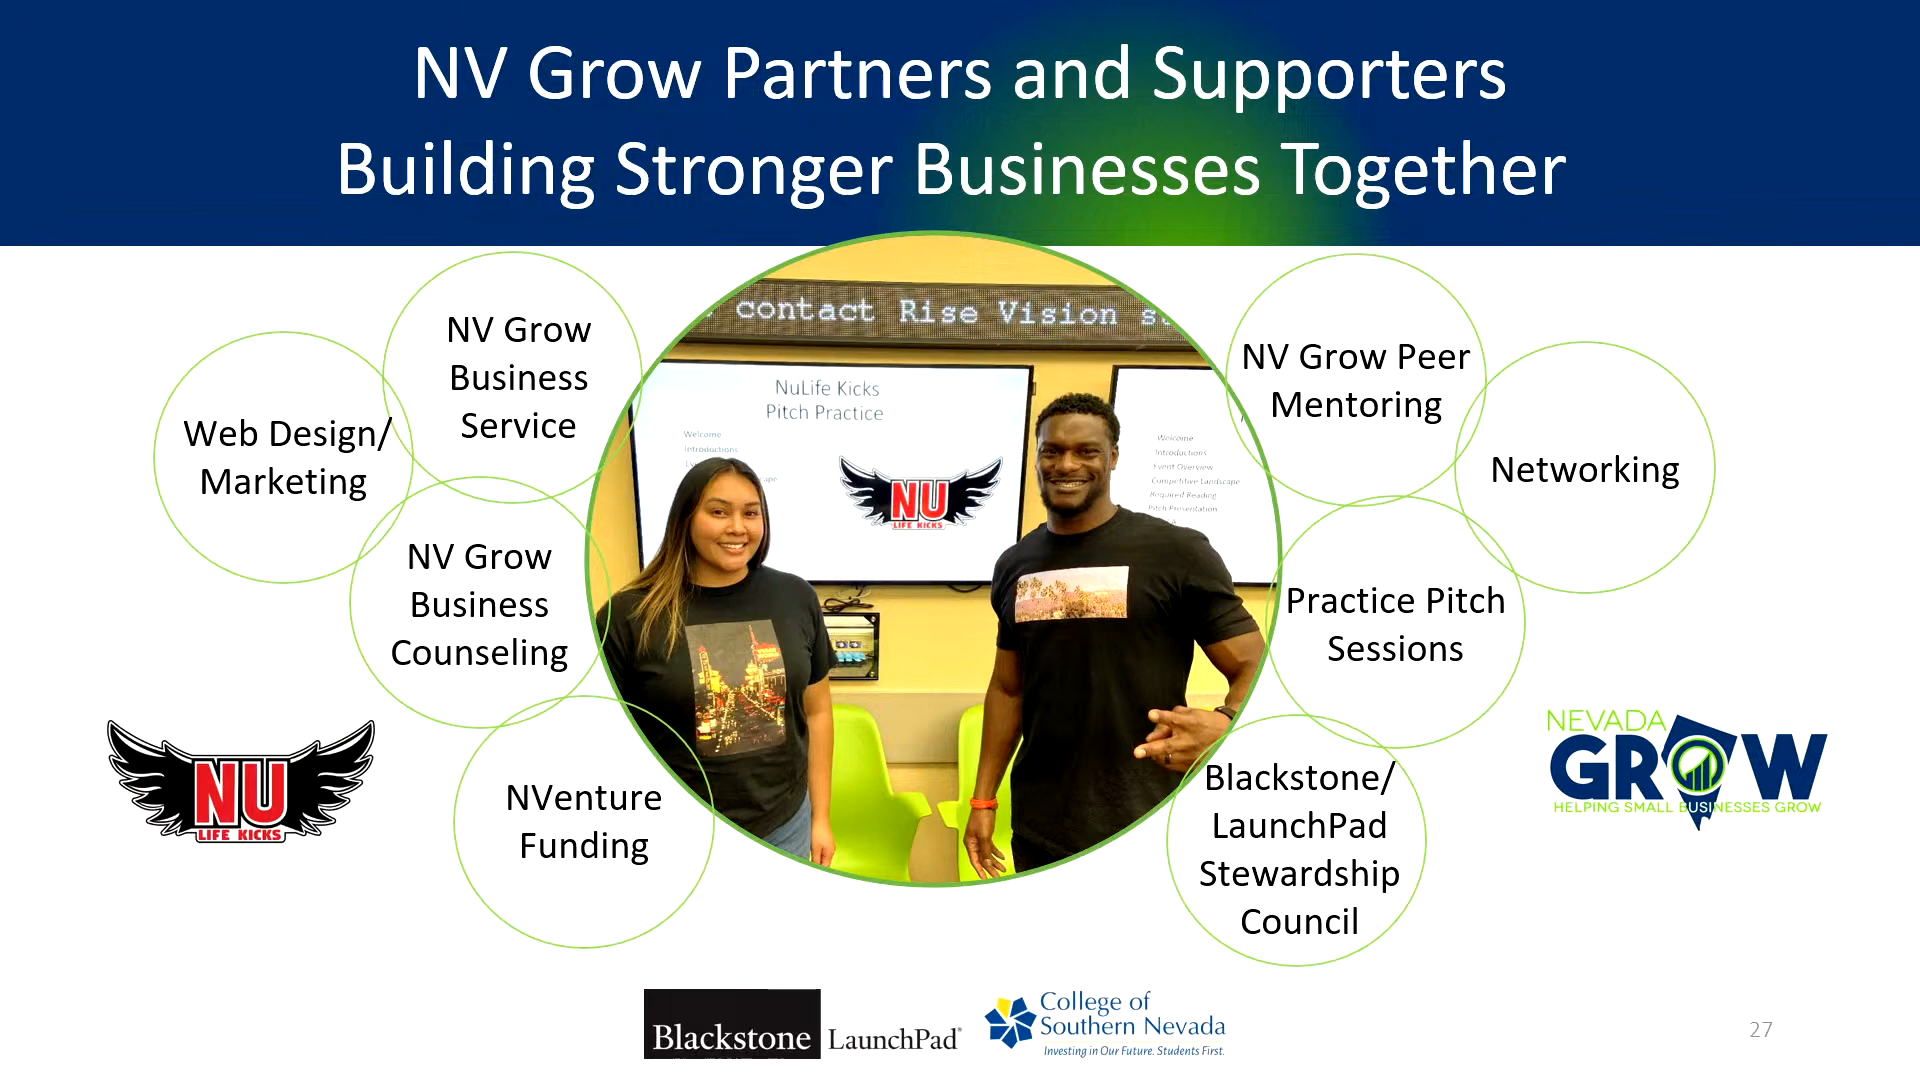 NV Grow Partners and Supporters
Building Stronger Businesses Together
contact Rise Vision
NuLife Kicks
Pitch Practice
Welcome
Introductions
NU
LIFE KICKS
Welcome
Introductions
Event Overview
Competitive Landscape
Required Reading
Pitch Presentation
Web Design/
Marketing
NV Grow
Business
Service
NV Grow
Business
Counseling
NVenture
Funding
NV Grow Peer
Mentoring
Networking
Practice Pitch
Sessions
Blackstone/
LaunchPad
Stewardship
Council
NU
LIFE KICKS
NEVADA
GROW
HELPING SMALL BUSINESSES GROW
Blackstone LaunchPad
College of
Southern Nevada
Investing in Our Future. Students First.
27